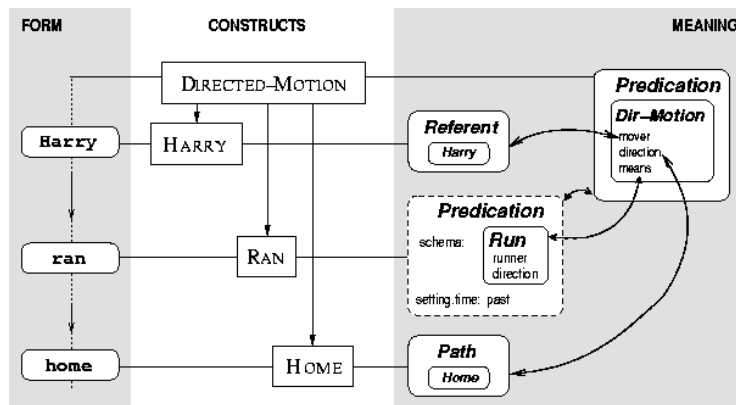 FORM
CONSTRUCTS
MEANING
DIRECTED–MOTION
Predication
Dir–Motion
mover
direction
means
Harry
HARRY
Referent
Harry
Predication
schema:
Run
runner
direction
setting.time: past
ran
RAN
home
HOME
Path
Home